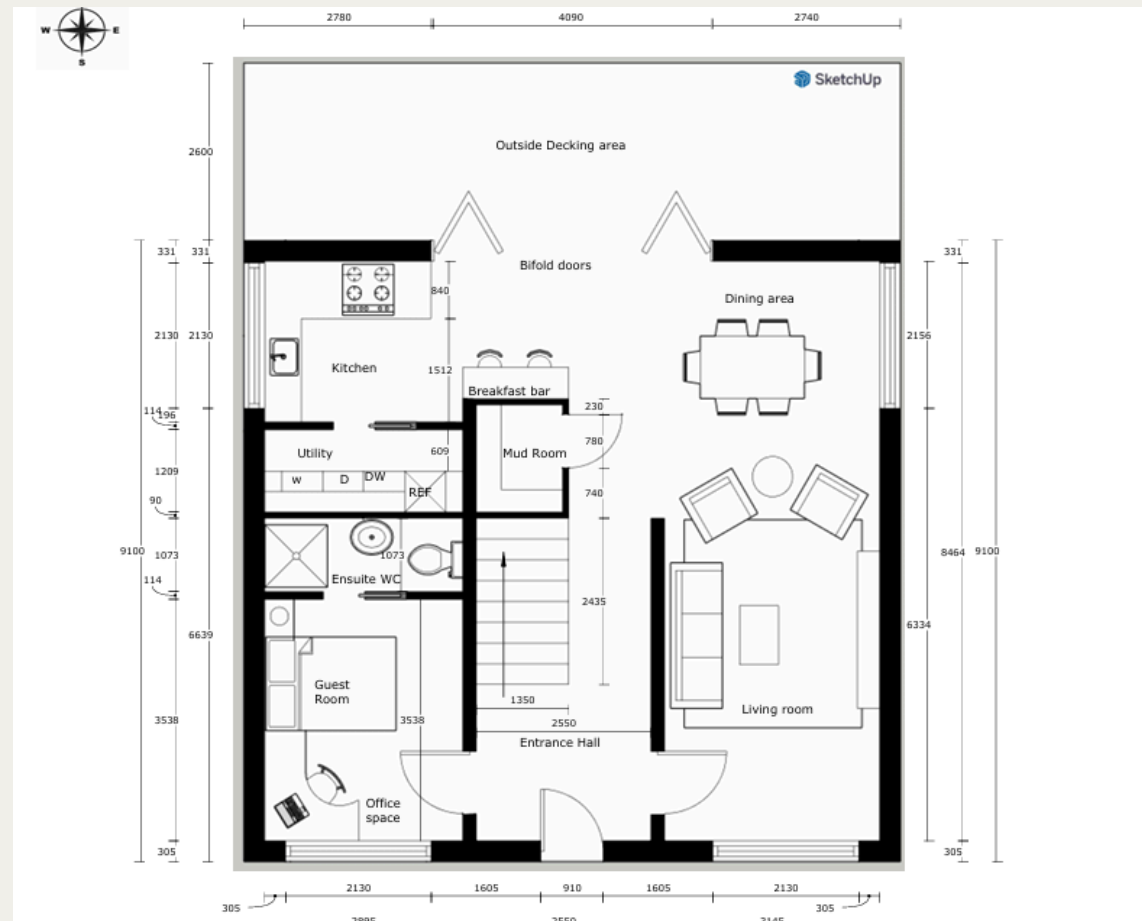 2780
4090
2740
W
E
S
SketchUp
Outside Decking area
2600
331
331
331
Bifold doors
840
Dining area
2130
2130
2156
Kitchen
1512
Breakfast bar
114
196
230
Utility
609
Mud Room
780
1209
W
D
DW
REF
740
90
9100
1073
1073
8464
9100
Ensuite WC
114
2435
6639
6334
Guest
Room
1350
3538
3538
2550
Living room
Entrance Hall
Office
space
305
305
2130
1605
910
1605
2130
305
305
2895
2550
3145